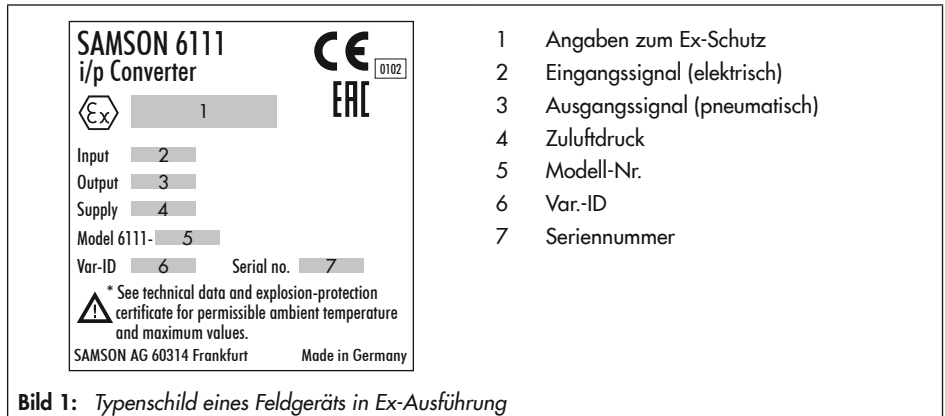 SAMSON 6111
i/p Converter
CE 0102
EAC
Ex 1
Input 2
Output 3
Supply 4
Model 6111- 5
Var-ID 6 Serial no. 7
* See technical data and explosion-protection
certificate for permissible ambient temperature
and maximum values.
SAMSON AG 60314 Frankfurt Made in Germany
1 Angaben zum Ex-Schutz
2 Eingangssignal (elektrisch)
3 Ausgangssignal (pneumatisch)
4 Zuluftdruck
5 Modell-Nr.
6 Var.-ID
7 Seriennummer
Bild 1: Typenschild eines Feldgeräts in Ex-Ausführung